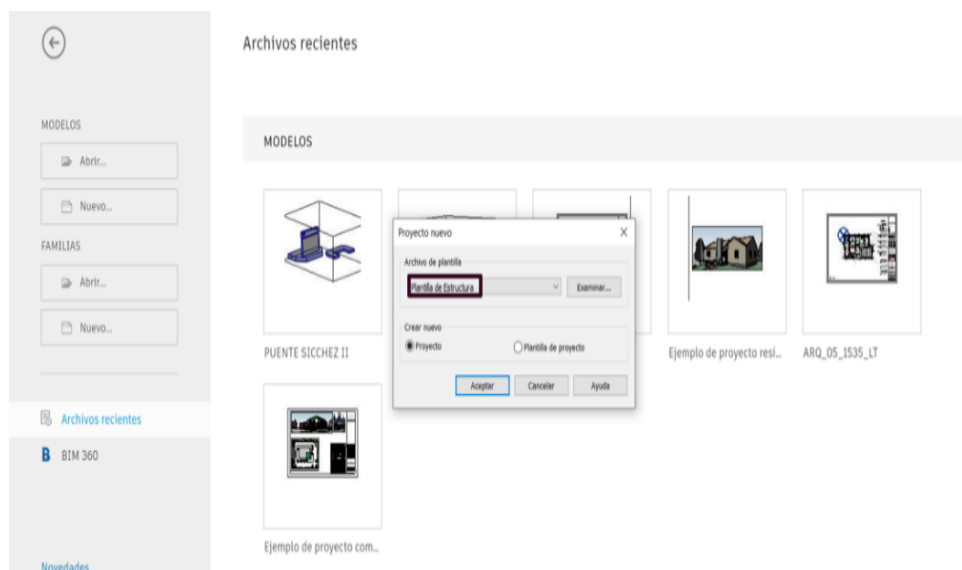 Archivos recientes
MODELOS
Abrir...
Nuevo...
FAMILIAS
Abrir...
Nuevo...
Archivos recientes
B BIM 360
Novedades
MODELOS
Proyecto nuevo X
Archivo de plantilla
Plantilla de Estructura
Examinar...
Crear nuevo
Proyecto
Plantilla de proyecto
Aceptar
Cancelar
Ayuda
PUENTE SICCHEZ II
Ejemplo de proyecto resi...
ARQ_05_1535_LT
Ejemplo de proyecto com...